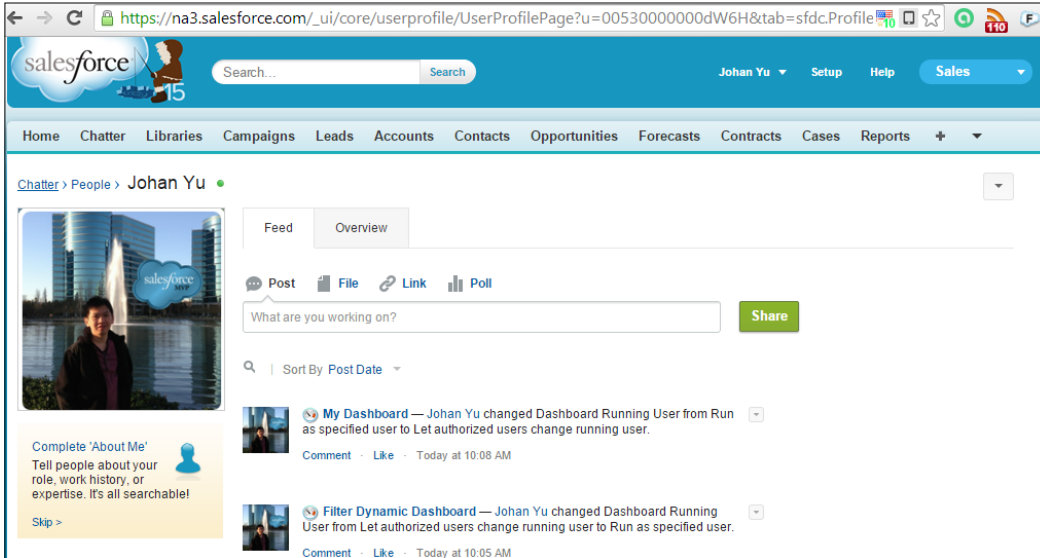 https://na3.salesforce.com/_ui/core/userprofile/UserProfilePage?u=00530000000dW6H&tab=sfdc.Profile
10
110
F
salesforce
15
Search...
Search
Johan Yu
Setup
Help
Sales
Home
Chatter
Libraries
Campaigns
Leads
Accounts
Contacts
Opportunities
Forecasts
Contracts
Cases
Reports
+
Chatter › People › Johan Yu
salesforce
MVP
Feed
Overview
Post
File
Link
Poll
What are you working on?
Share
Sort By Post Date
My Dashboard — Johan Yu changed Dashboard Running User from Run
as specified user to Let authorized users change running user.
Comment · Like · Today at 10:08 AM
Complete 'About Me'
Tell people about your
role, work history, or
expertise. It's all searchable!
Skip >
Filter Dynamic Dashboard — Johan Yu changed Dashboard Running
User from Let authorized users change running user to Run as specified user.
Comment · Like · Today at 10:05 AM